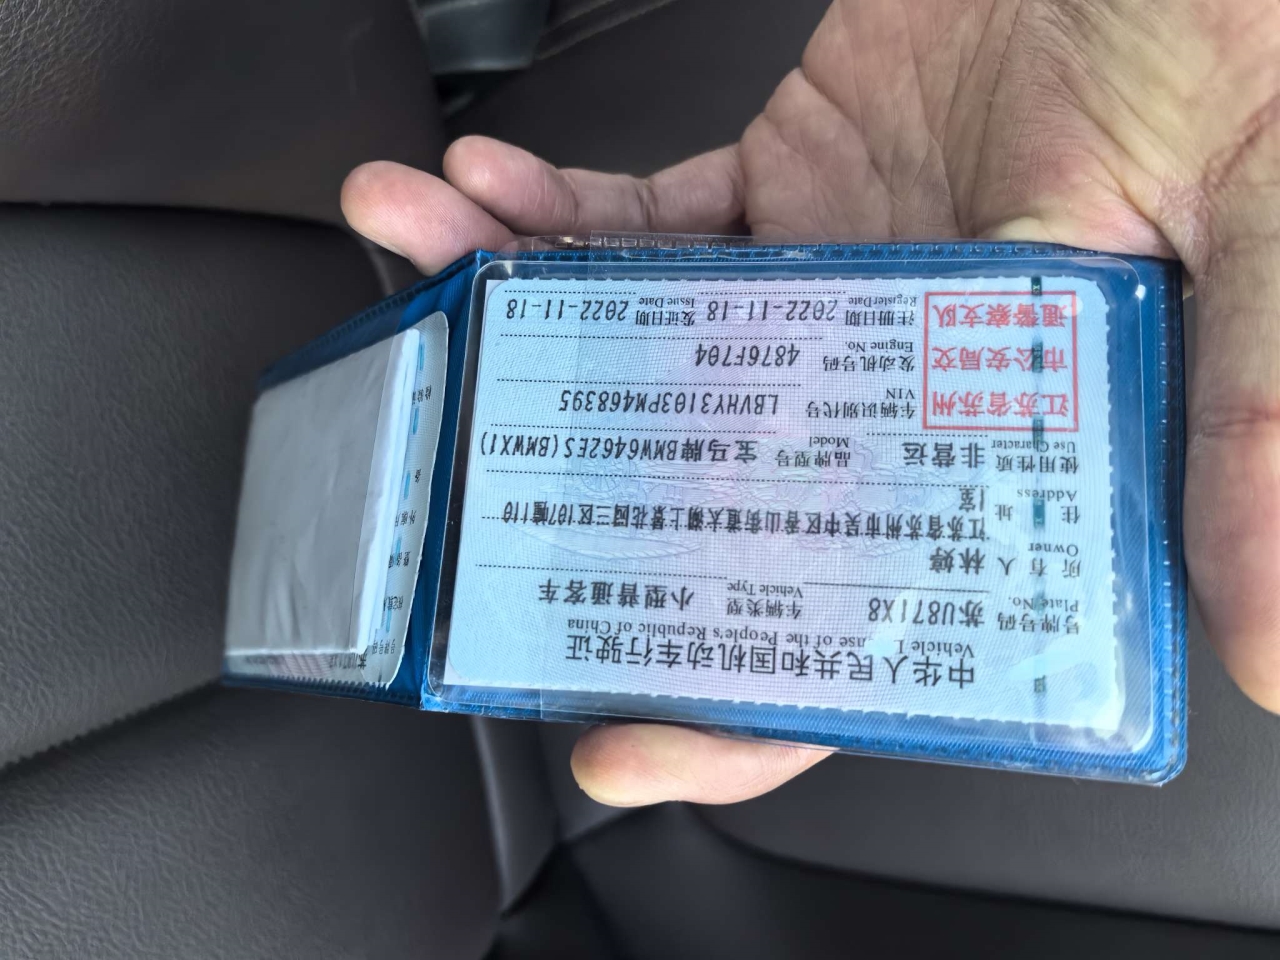 中华人民共和国机动车行驶证
Vehicle License of the People's Republic of China
号牌号码 苏U871X8 车辆类型 小型普通客车
Plate No. Vehicle Type
所有人 林婷
Owner
住址 江苏省苏州市吴中区香山街道太湖上景花园三区107幢110
Address 室
使用性质 非营运 品牌型号 宝马牌BMW6462ES(BMWX1)
Use Character Model
江苏省苏州
市公安局交
通警察支队
车辆识别代号 LBVHY3103PM468395
VIN
发动机号码 4876F704
Engine No.
注册日期 2022-11-18 发证日期 2022-11-18
Register Date Issue Date